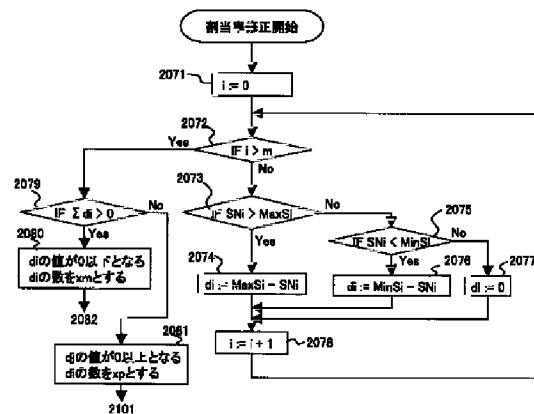 割当率修正開始
2071
i := 0
2072
Yes
IF i > m
No
2079
2073
IF Σ di > 0
No
IF SNi > MaxSi
No
2075
2080
Yes
IF SNi < MinSi
No
diの値が0以下となる
diの数をxmとする
2074
Yes
Yes
2076
2077
di := MaxSi − SNi
di := MinSi − SNi
di := 0
2082
2081
diの値が0以上となる
diの数をxpとする
i := i + 1
2078
2101